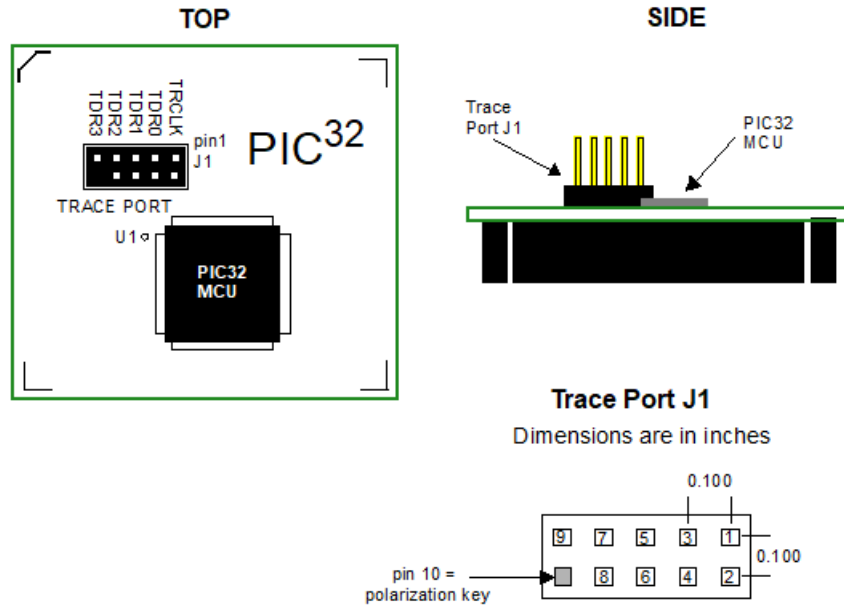 TOP
TRCLK
TDR0
TDR1
TDR2
TDR3
pin1
J1
PIC32
TRACE PORT
U1
PIC32
MCU
SIDE
Trace
Port J1
PIC32
MCU
Trace Port J1
Dimensions are in inches
0.100
9 7 5 3 1
0.100
8 6 4 2
pin 10 =
polarization key